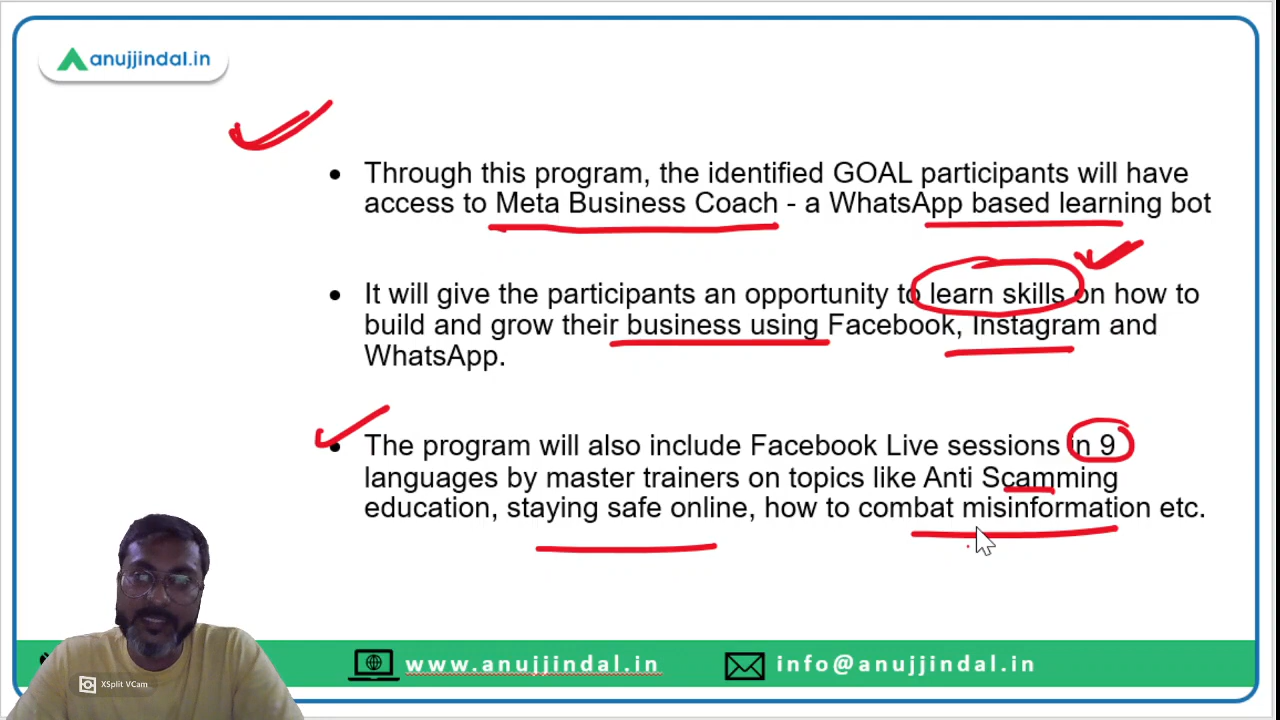 anujjindal.in
Through this program, the identified GOAL participants will have
access to Meta Business Coach - a WhatsApp based learning bot
It will give the participants an opportunity to learn skills on how to
build and grow their business using Facebook, Instagram and
WhatsApp.
The program will also include Facebook Live sessions in 9
languages by master trainers on topics like Anti Scamming
education, staying safe online, how to combat misinformation etc.
www.anujjindal.in info@anujjindal.in
XSplit VCam